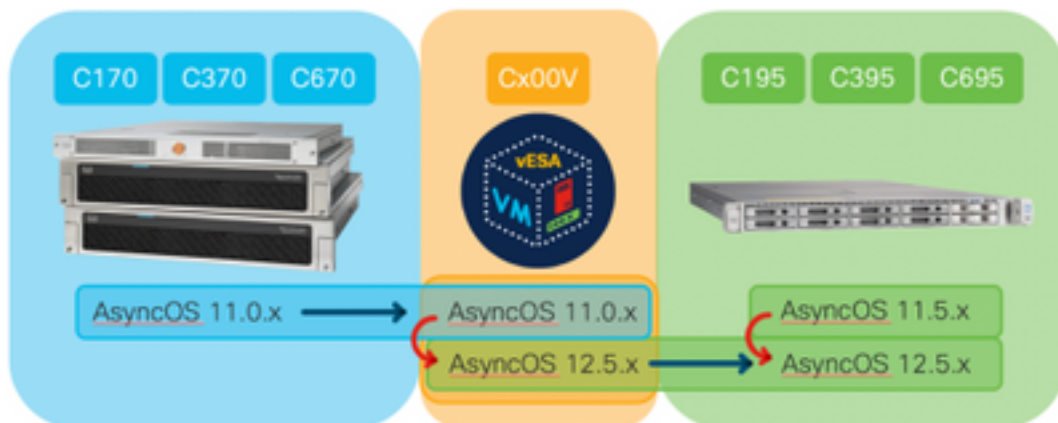 C170 C370 C670 Cx00V C195 C395 C695
vESA
VM
AsyncOS 11.0.x AsyncOS 11.0.x AsyncOS 11.5.x
AsyncOS 12.5.x AsyncOS 12.5.x